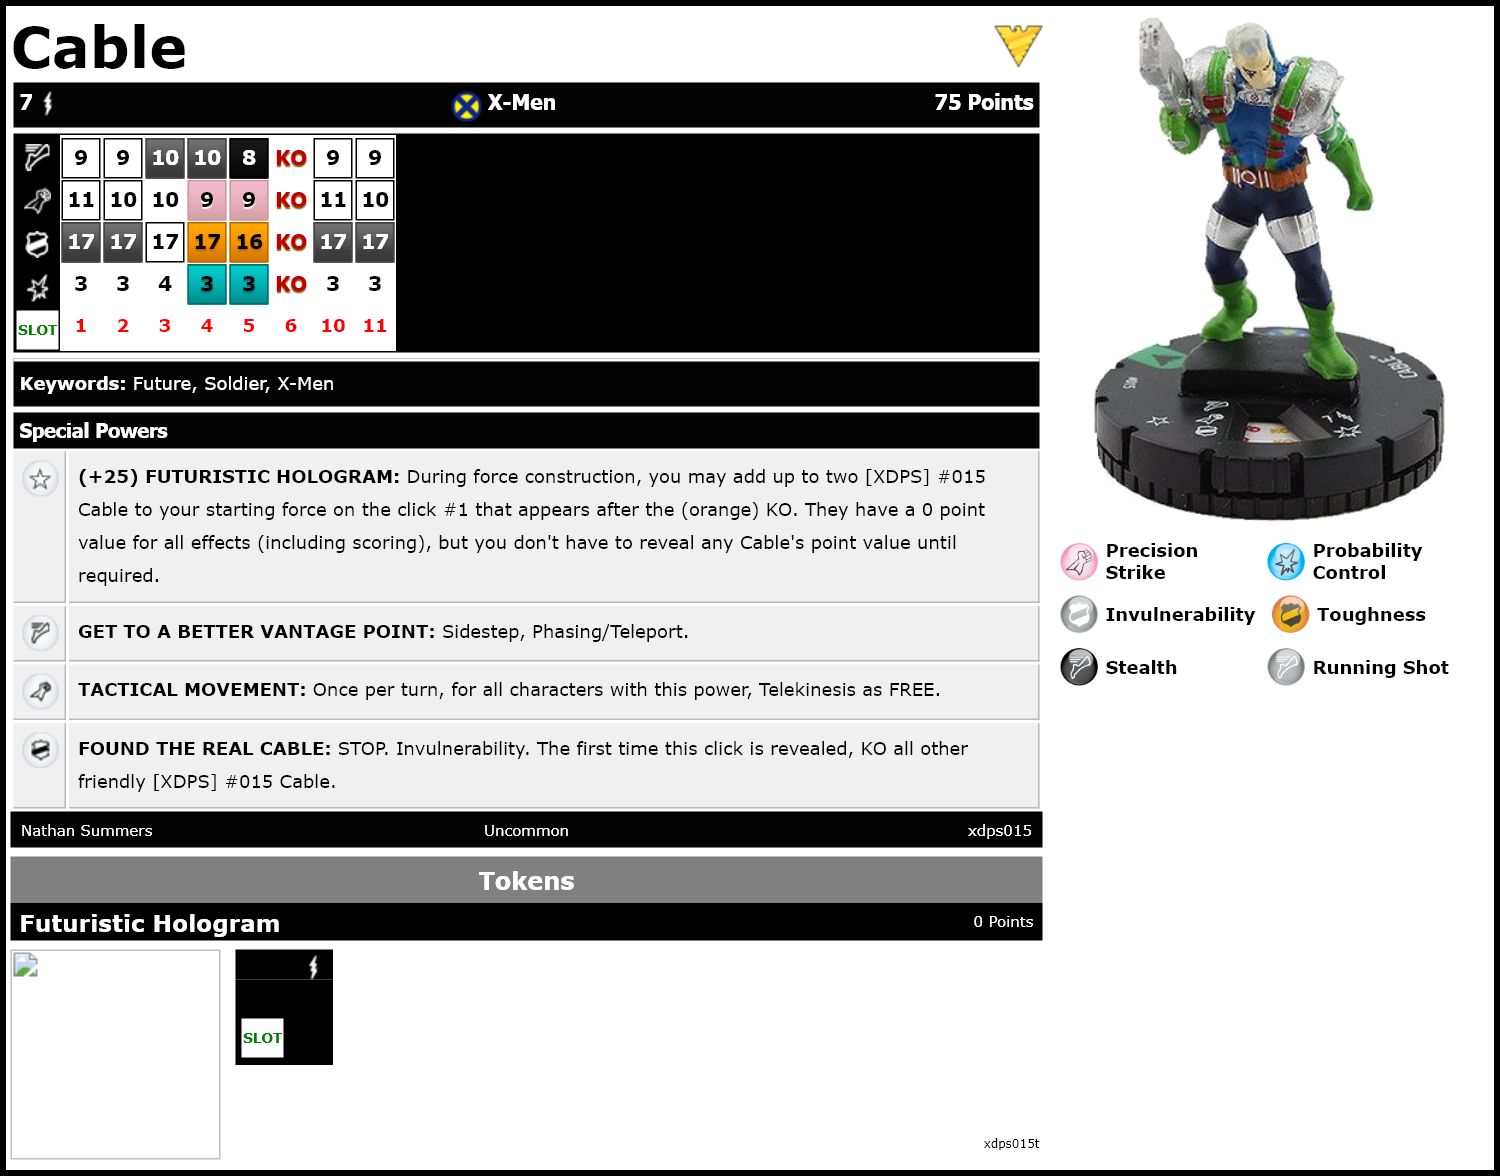 Cable
7 X-Men 75 Points
9 9 10 10 8 KO 9 9
11 10 10 9 9 KO 11 10
17 17 17 17 16 KO 17 17
3 3 4 3 3 KO 3 3
SLOT 1 2 3 4 5 6 10 11
Keywords: Future, Soldier, X-Men
Special Powers
(+25) FUTURISTIC HOLOGRAM: During force construction, you may add up to two [XDPS] #015
Cable to your starting force on the click #1 that appears after the (orange) KO. They have a 0 point
value for all effects (including scoring), but you don't have to reveal any Cable's point value until
required.
GET TO A BETTER VANTAGE POINT: Sidestep, Phasing/Teleport.
TACTICAL MOVEMENT: Once per turn, for all characters with this power, Telekinesis as FREE.
FOUND THE REAL CABLE: STOP. Invulnerability. The first time this click is revealed, KO all other
friendly [XDPS] #015 Cable.
Nathan Summers Uncommon xdps015
Tokens
Futuristic Hologram 0 Points
SLOT
xdps015t
CABLE
#015
KO
Precision
Strike
Probability
Control
Invulnerability
Toughness
Stealth
Running Shot